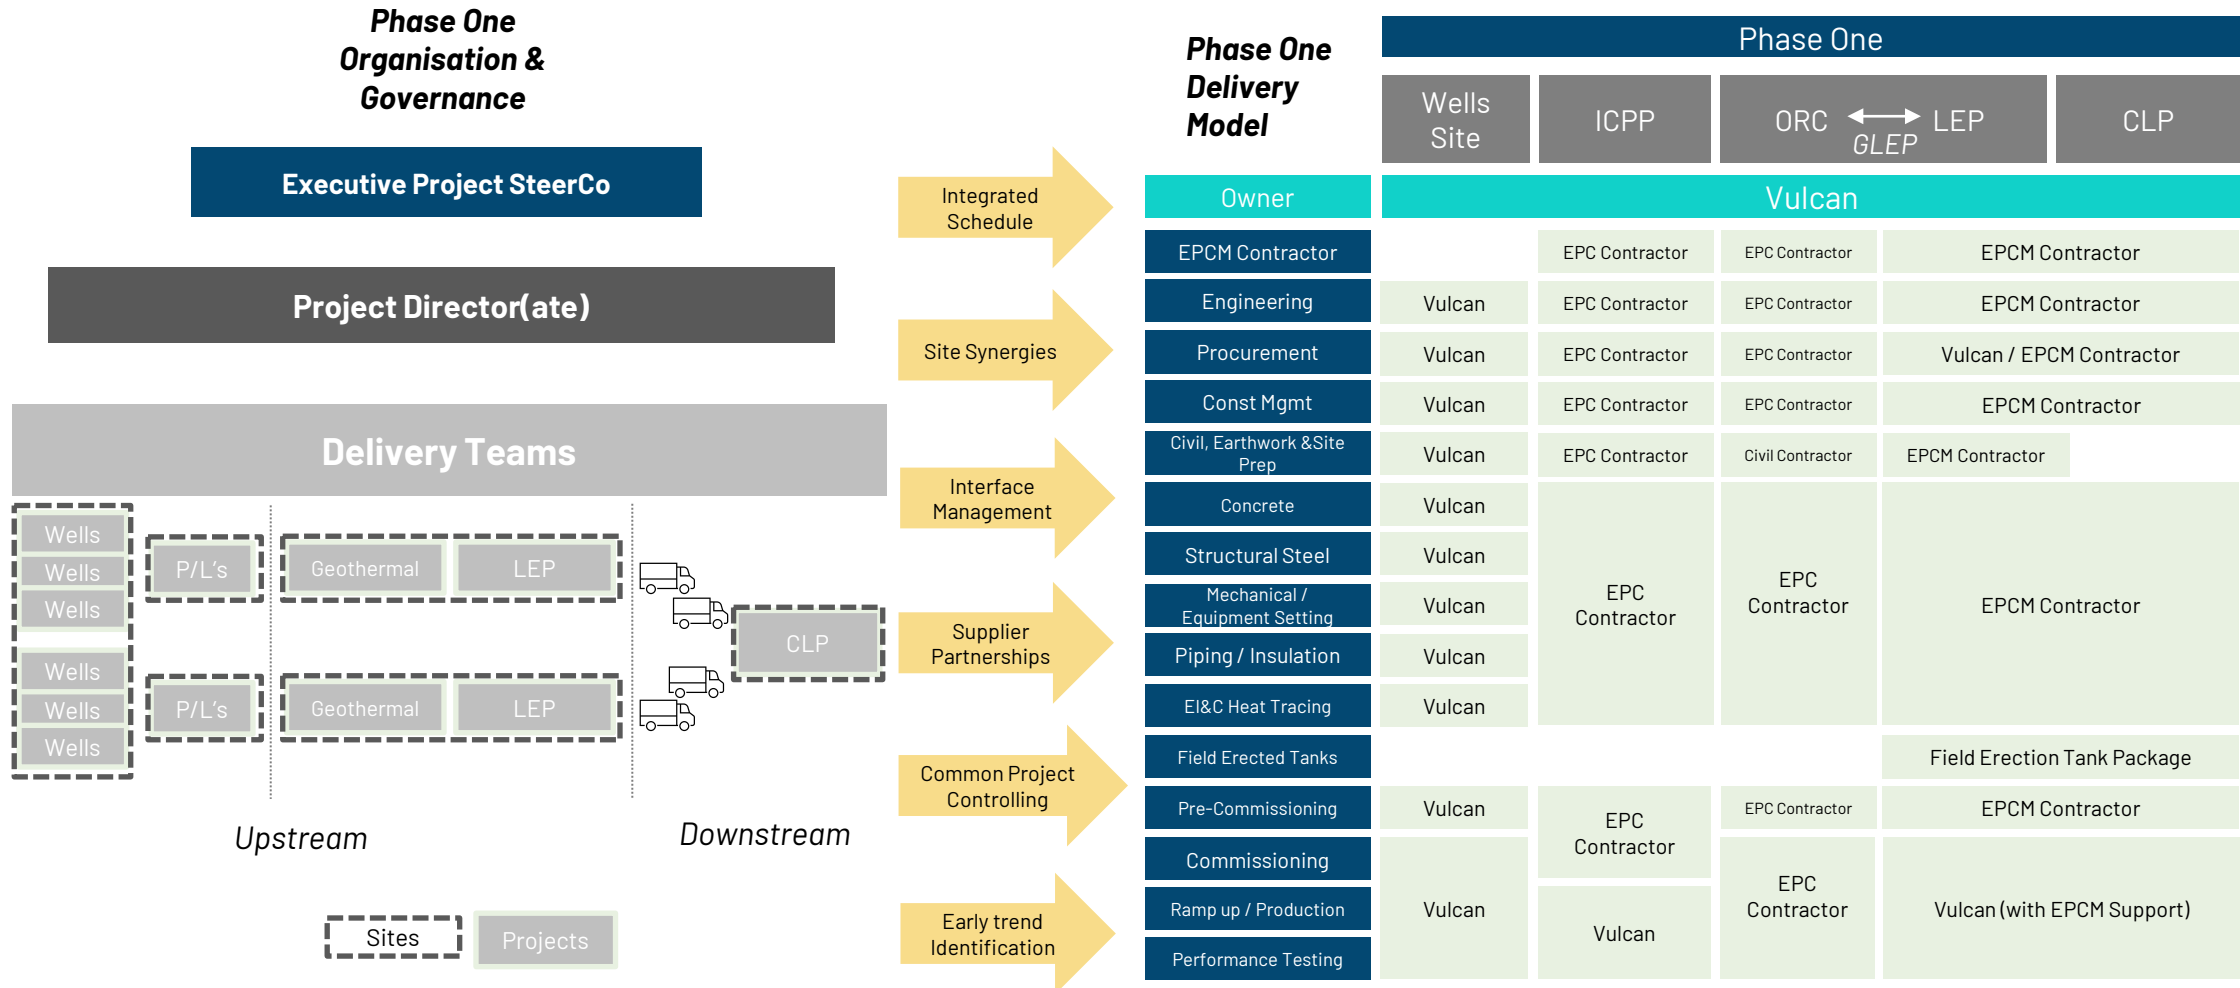 Phase One
Organisation &
Governance
Executive Project SteerCo
Project Director(ate)
Delivery Teams
Wells
Wells
Wells
P/L's
Geothermal
LEP
CLP
Wells
Wells
Wells
P/L's
Geothermal
LEP
Upstream
Downstream
Sites
Projects
Integrated
Schedule
Site Synergies
Interface
Management
Supplier
Partnerships
Common Project
Controlling
Early trend
Identification
Phase One
Delivery
Model
Phase One
Wells
Site
ICPP
ORC
LEP
GLEP
CLP
Owner
Vulcan
EPCM Contractor
EPC Contractor
EPC Contractor
EPCM Contractor
Engineering
Vulcan
EPC Contractor
EPC Contractor
EPCM Contractor
Procurement
Vulcan
EPC Contractor
EPC Contractor
Vulcan / EPCM Contractor
Const Mgmt
Vulcan
EPC Contractor
EPC Contractor
EPCM Contractor
Civil, Earthwork &Site
Prep
Vulcan
EPC Contractor
Civil Contractor
EPCM Contractor
Concrete
Vulcan
Structural Steel
Vulcan
Mechanical /
Equipment Setting
Vulcan
EPC
Contractor
EPC
Contractor
EPCM Contractor
Piping / Insulation
Vulcan
EI&C Heat Tracing
Vulcan
Field Erected Tanks
Field Erection Tank Package
Pre-Commissioning
Vulcan
EPC
Contractor
EPC Contractor
EPCM Contractor
Commissioning
Ramp up / Production
Vulcan
Vulcan
EPC
Contractor
Vulcan (with EPCM Support)
Performance Testing